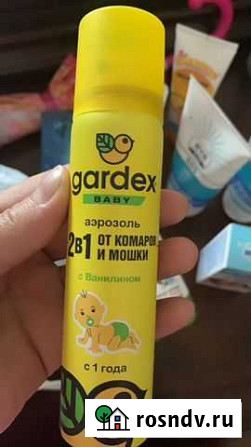 gardex
BABY
аэрозоль
2в1 ОТ КОМАРОВ
И МОШКИ
с Ванилином
с 1 года
rosndv.ru